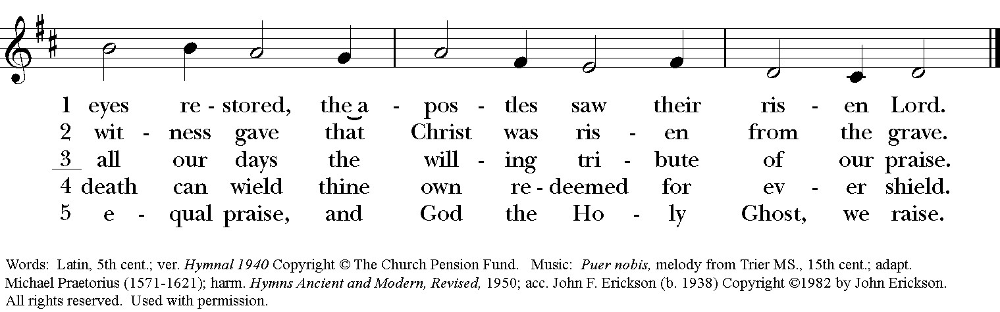 1 eyes re - stored, the a - pos - tles saw their ris - en Lord.
2 wit - ness gave that Christ was ris - en from the grave.
3 all our days the will - ing tri - bute of our praise.
4 death can wield thine own re - deemed for ev - er shield.
5 e - qual praise, and God the Ho - ly Ghost, we raise.
Words: Latin, 5th cent.; ver. Hymnal 1940 Copyright © The Church Pension Fund. Music: Puer nobis, melody from Trier MS., 15th cent.; adapt.
Michael Praetorius (1571-1621); harm. Hymns Ancient and Modern, Revised, 1950; acc. John F. Erickson (b. 1938) Copyright ©1982 by John Erickson.
All rights reserved. Used with permission.